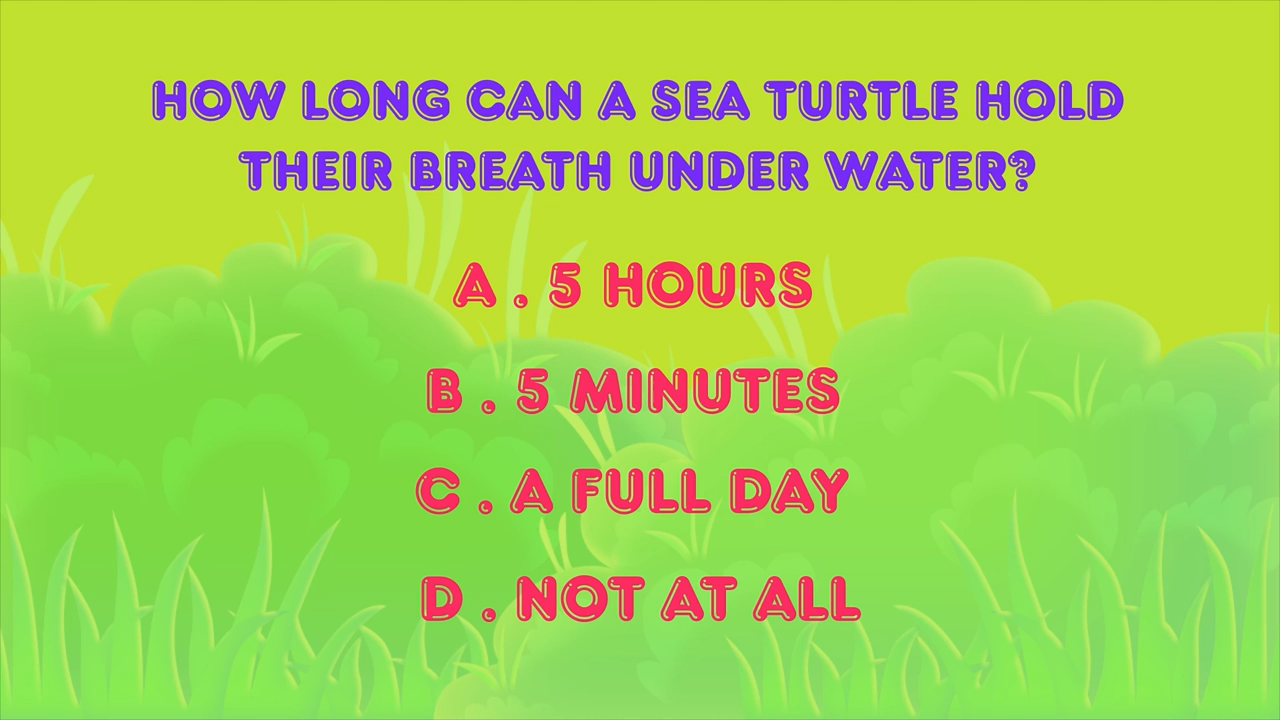 HOW LONG CAN A SEA TURTLE HOLD
THEIR BREATH UNDER WATER?
A . 5 HOURS
B . 5 MINUTES
C . A FULL DAY
D . NOT AT ALL